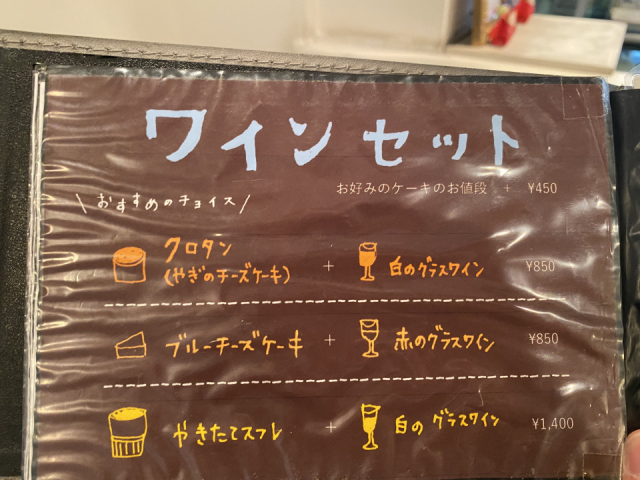 ワインセット
お好みのケーキのお値段 + ¥450
\ おすすめのチョイス /
クロタン
(やぎのチーズケーキ) + 白のグラスワイン ¥850
ブルーチーズケーキ + 赤のグラスワイン ¥850
やきたてスフレ + 白の グラスワイン ¥1,400